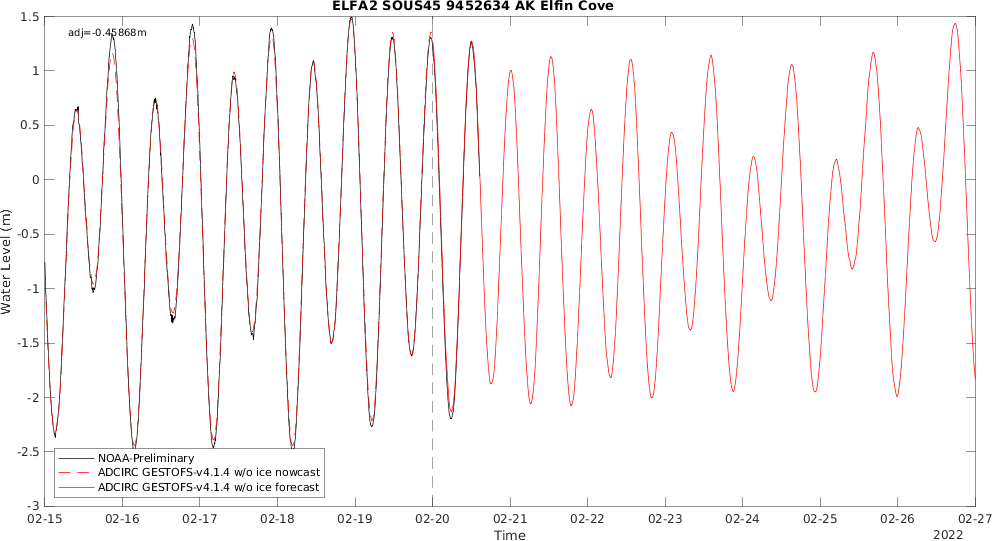 ELFA2 SOUS45 9452634 AK Elfin Cove
adj=-0.45868m
1.5
1
0.5
0
-0.5
-1
-1.5
-2
-2.5
-3
Water Level (m)
NOAA-Preliminary
ADCIRC GESTOFS-v4.1.4 w/o ice nowcast
ADCIRC GESTOFS-v4.1.4 w/o ice forecast
02-15 02-16 02-17 02-18 02-19 02-20 02-21 02-22 02-23 02-24 02-25 02-26 02-27
Time
2022